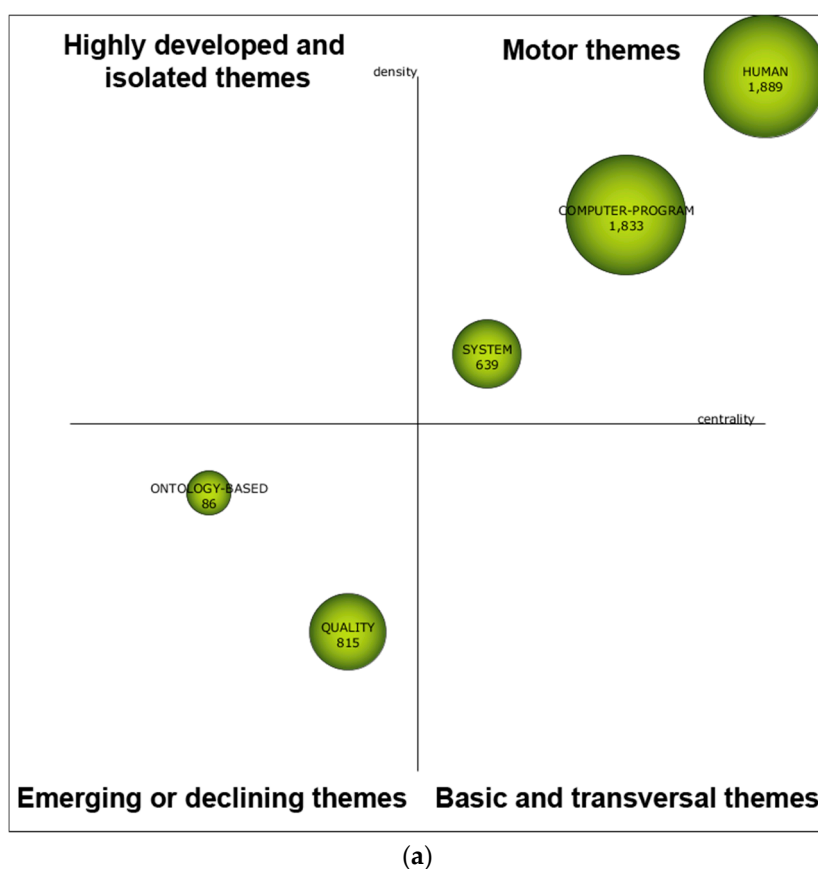 Highly developed and
isolated themes
Motor themes
density
HUMAN
1,889
COMPUTER-PROGRAM
1,833
SYSTEM
639
centrality
ONTOLOGY-BASED
86
QUALITY
815
Emerging or declining themes
Basic and transversal themes
(a)